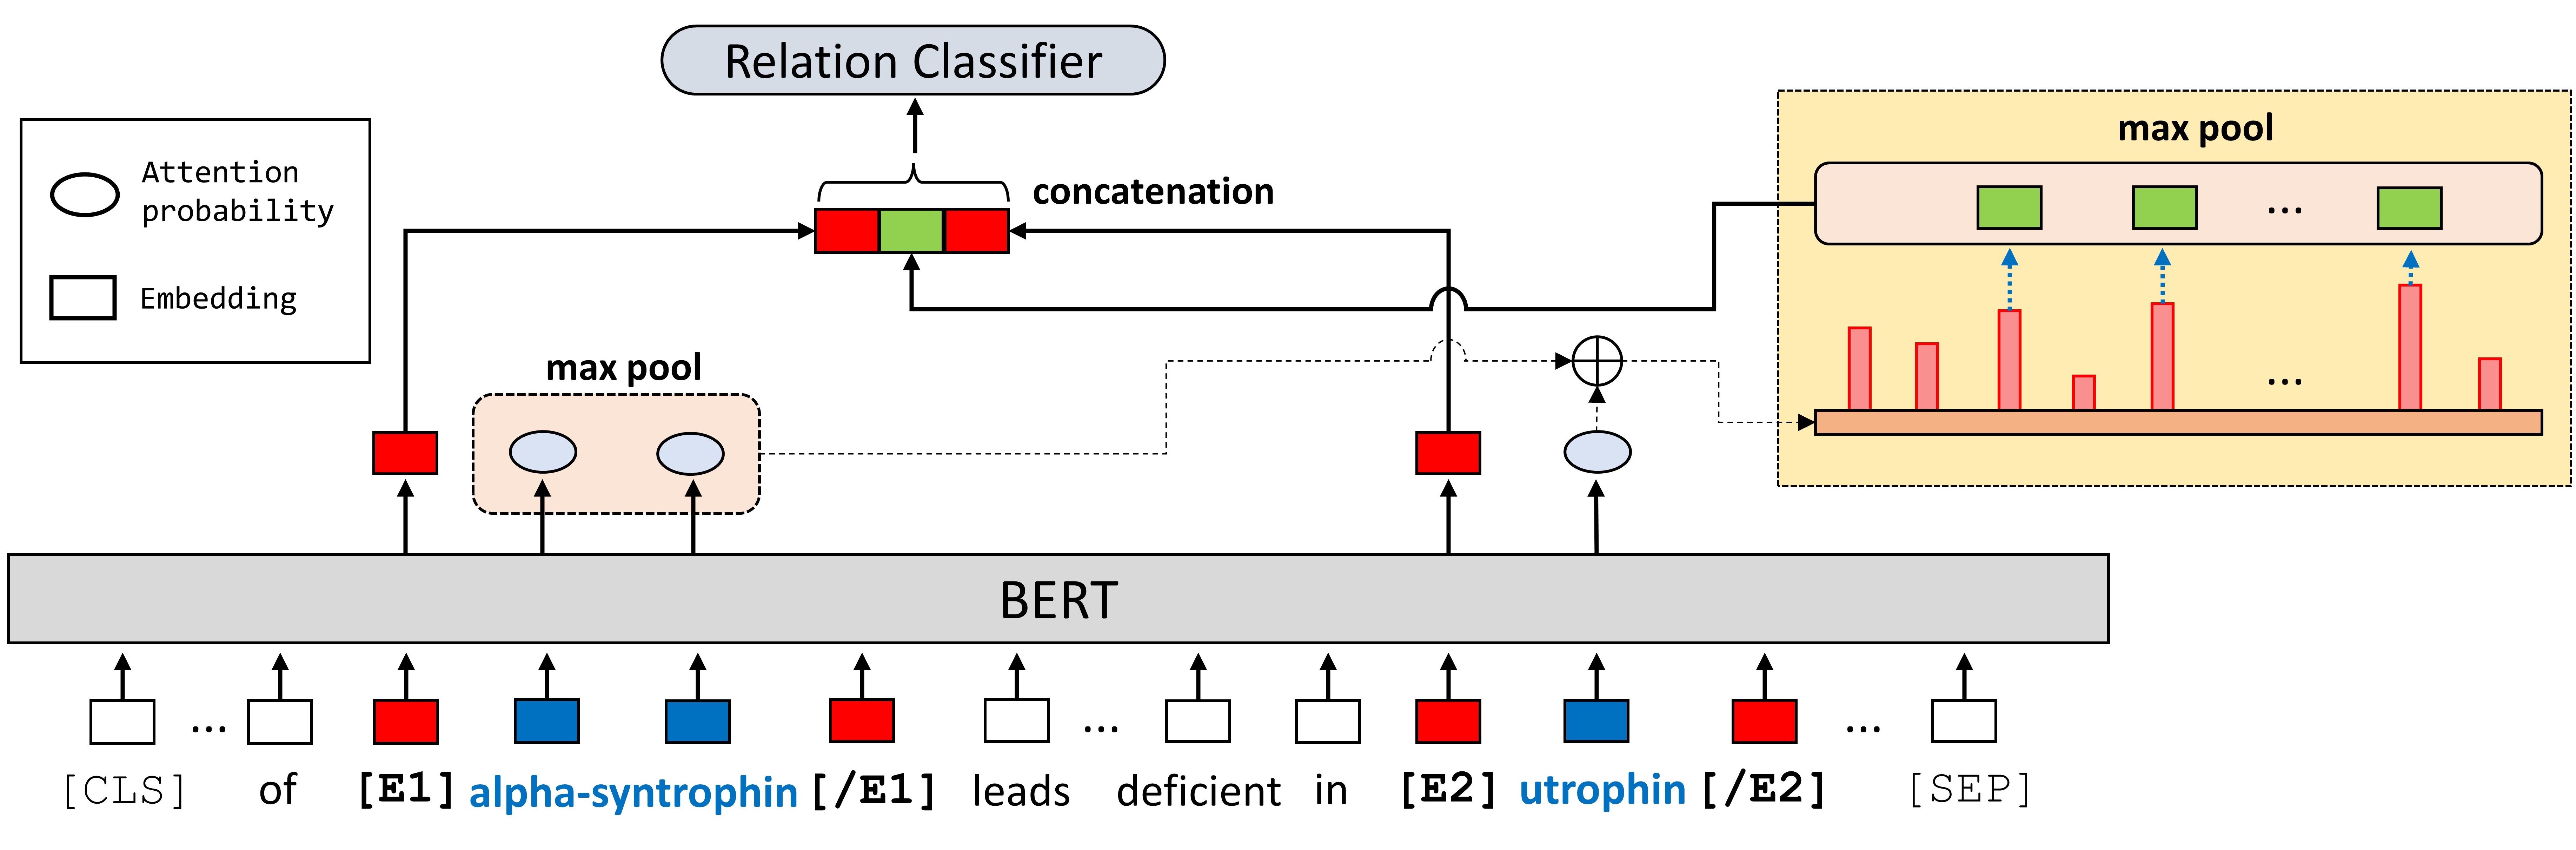 Relation Classifier
Attention
probability
Embedding
concatenation
max pool
...
...
max pool
BERT
... ... ...
[CLS] of [E1] alpha-syntrophin [/E1] leads deficient in [E2] utrophin [/E2] [SEP]